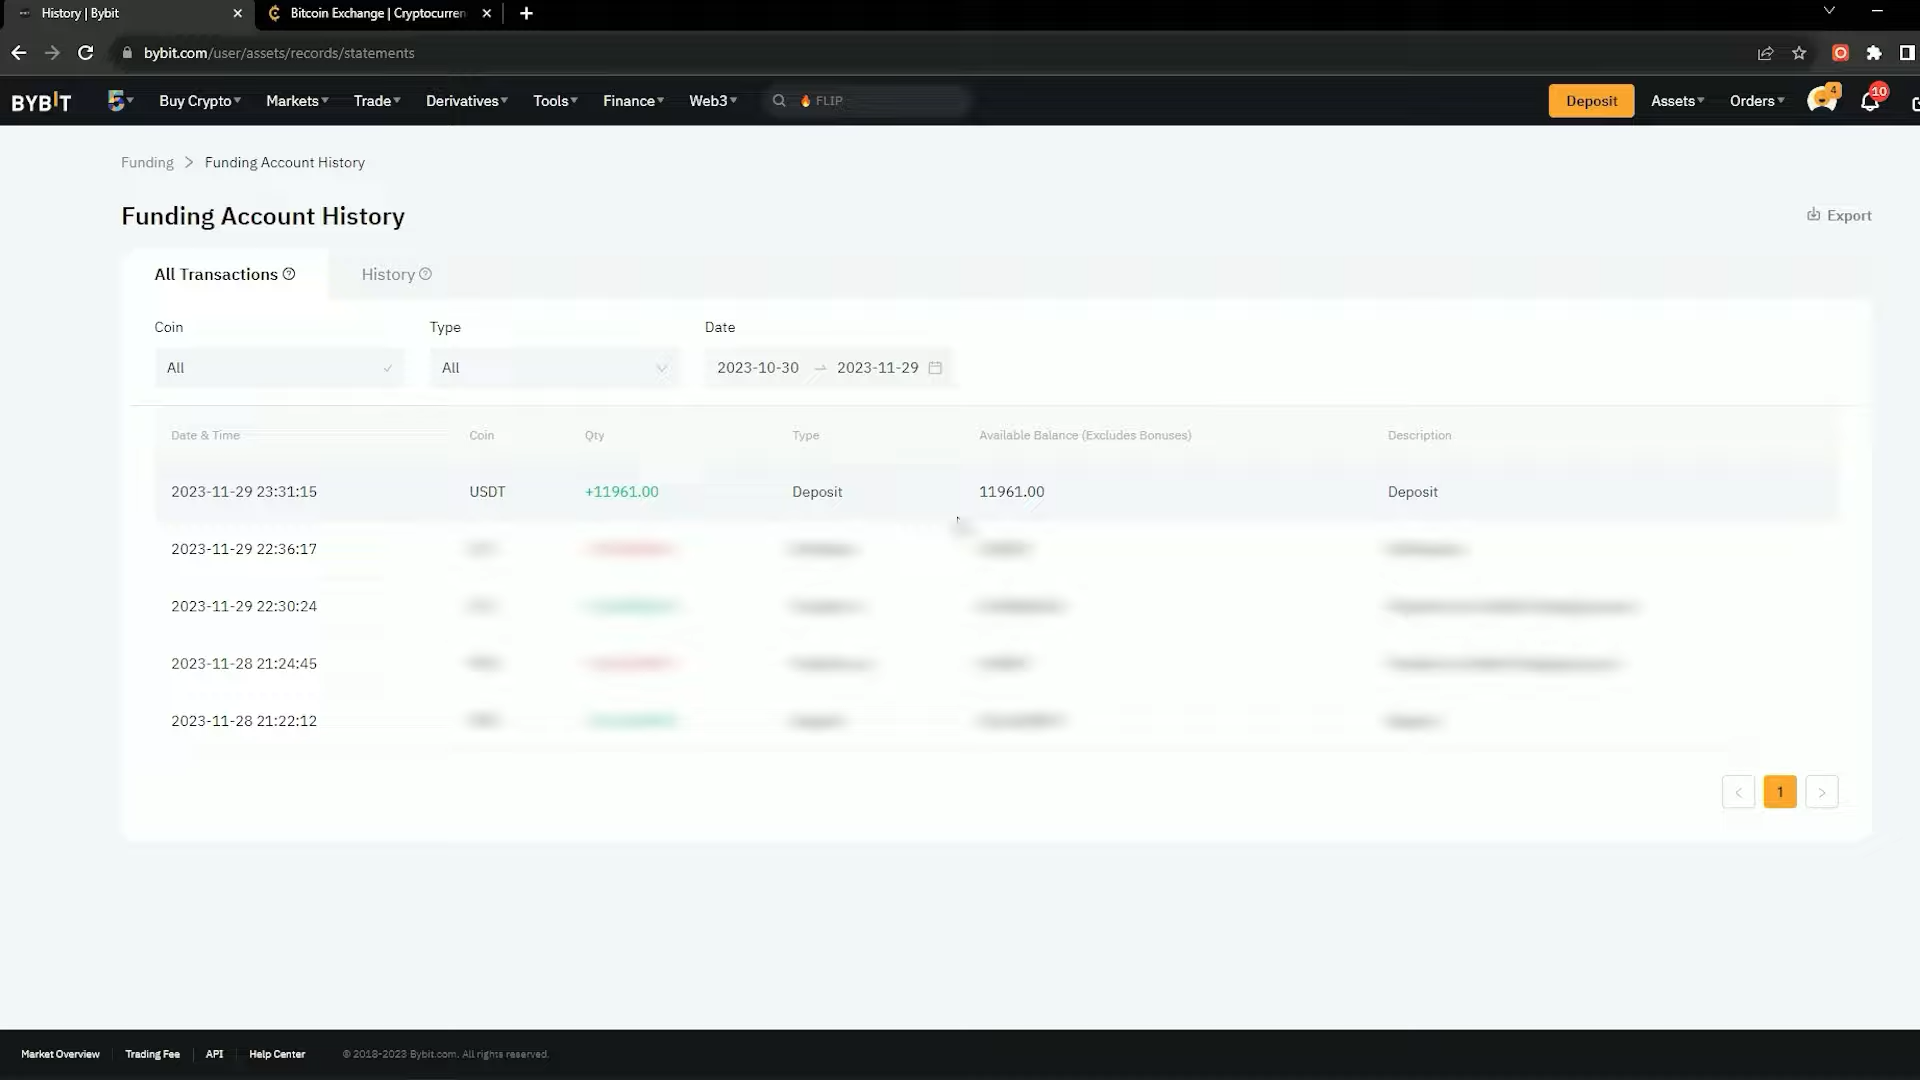 History | Bybit
Bitcoin Exchange | Cryptocurren
bybit.com/user/assets/records/statements
BYBIT Buy Crypto Markets Trade Derivatives Tools Finance Web3 FLIP Deposit Assets Orders 4 10
Funding > Funding Account History
Funding Account History
Export
All Transactions History
Coin Type Date
All All 2023-10-30 → 2023-11-29
Date & Time Coin Qty Type Available Balance (Excludes Bonuses) Description
2023-11-29 23:31:15 USDT +11961.00 Deposit 11961.00 Deposit
2023-11-29 22:36:17
2023-11-29 22:30:24
2023-11-28 21:24:45
2023-11-28 21:22:12
< 1 >
Market Overview Trading Fee API Help Center © 2018-2023 Bybit.com. All rights reserved.